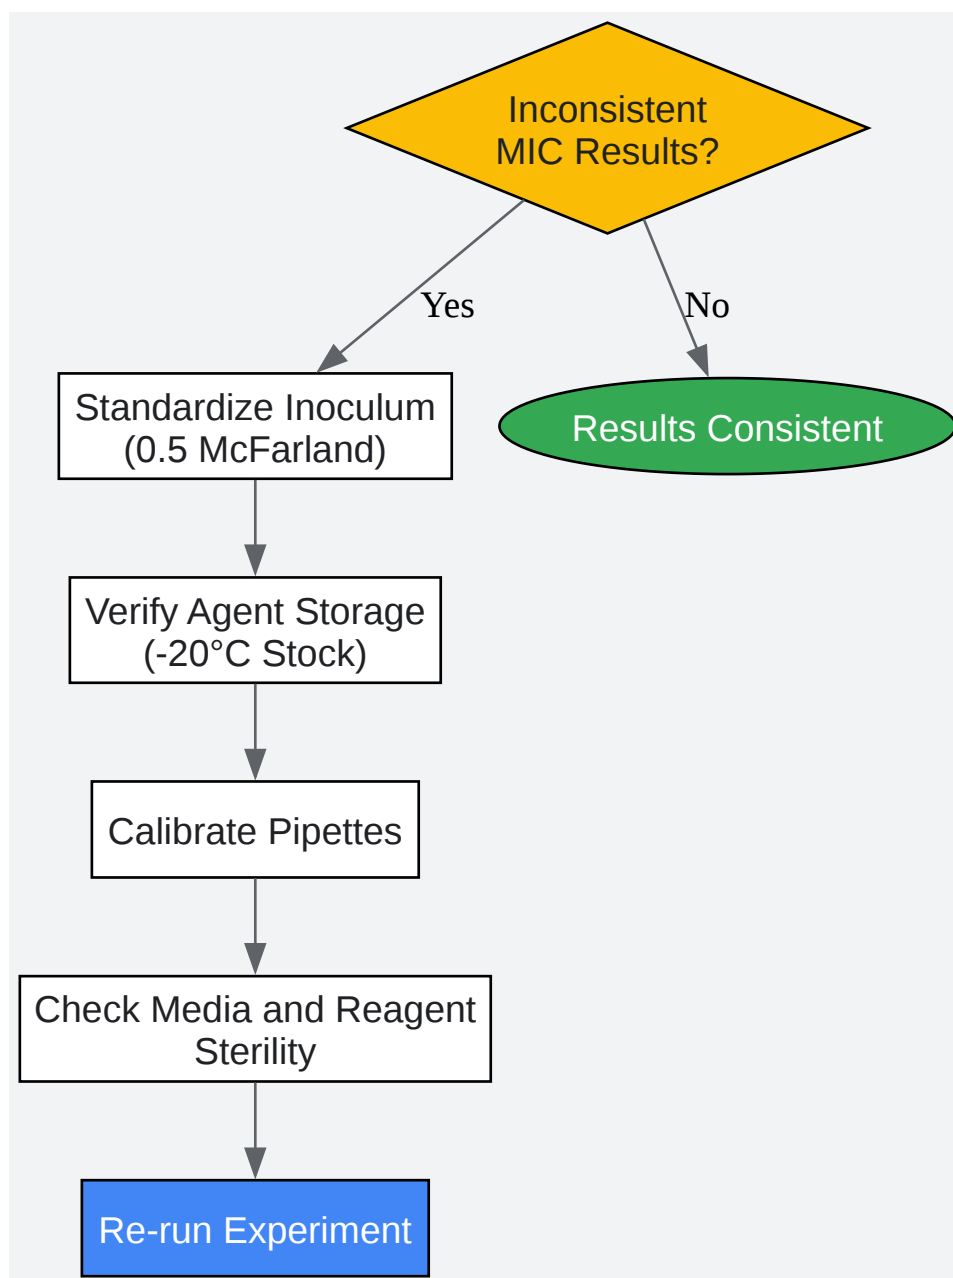 Inconsistent
MIC Results?
Yes
No
Standardize Inoculum
(0.5 McFarland)
Results Consistent
Verify Agent Storage
(-20°C Stock)
Calibrate Pipettes
Check Media and Reagent
Sterility
Re-run Experiment